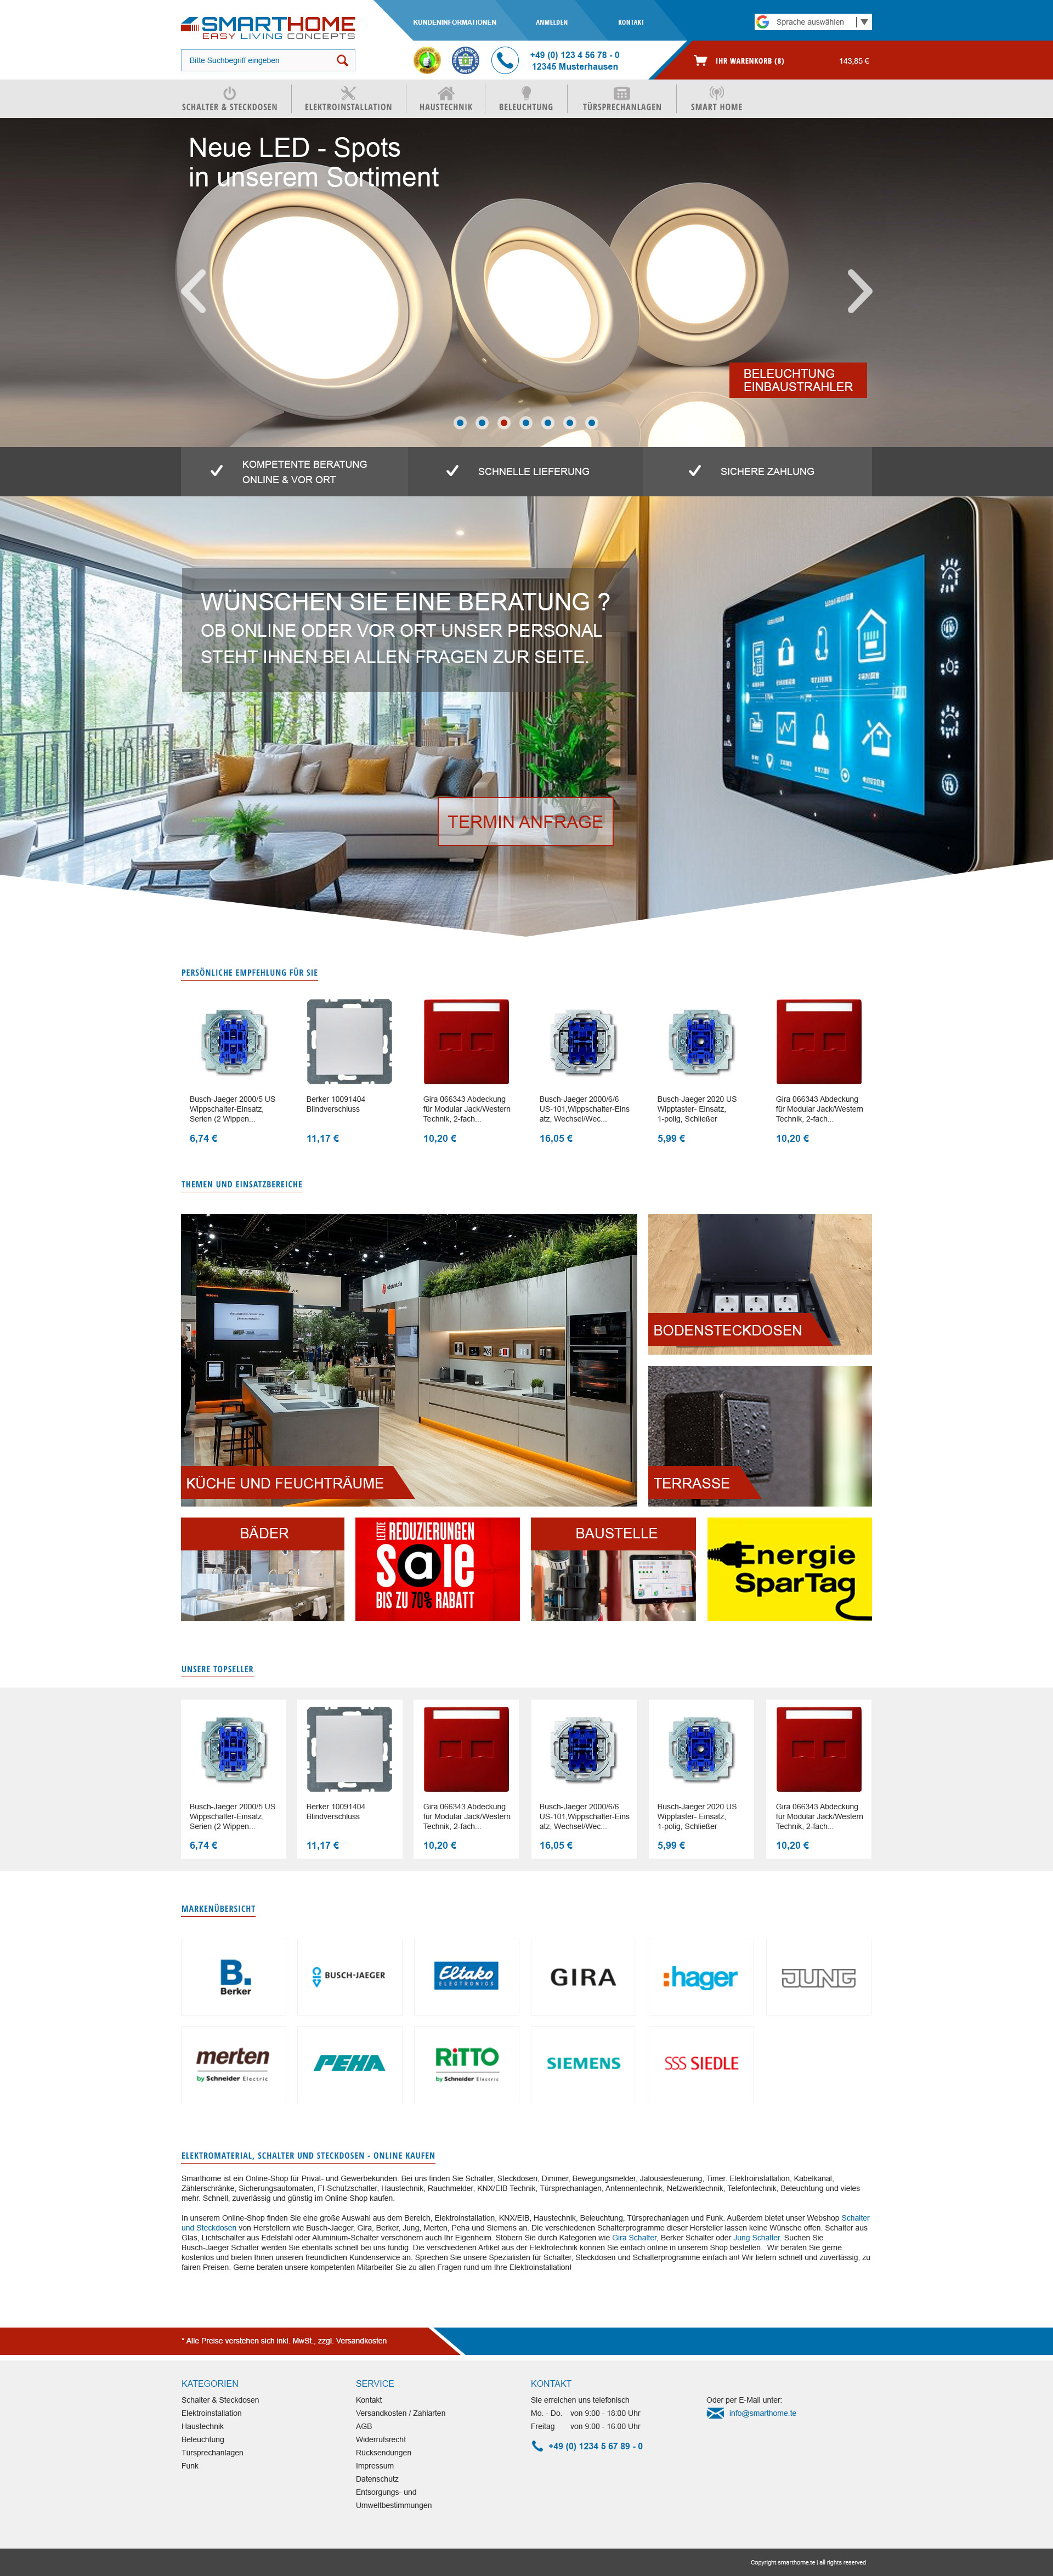 SMARTHOME
EASY LIVING CONCEPTS
KUNDENINFORMATIONEN
ANMELDEN
KONTAKT
Sprache auswählen
Bitte Suchbegriff eingeben
+49 (0) 123 4 56 78 - 0
12345 Musterhausen
IHR WARENKORB (8)
143,85 €
SCHALTER & STECKDOSEN
ELEKTROINSTALLATION
HAUSTECHNIK
BELEUCHTUNG
TÜRSPRECHANLAGEN
SMART HOME
Neue LED - Spots
in unserem Sortiment
BELEUCHTUNG
EINBAUSTRAHLER
KOMPETENTE BERATUNG
ONLINE & VOR ORT
SCHNELLE LIEFERUNG
SICHERE ZAHLUNG
WÜNSCHEN SIE EINE BERATUNG ?
OB ONLINE ODER VOR ORT UNSER PERSONAL
STEHT IHNEN BEI ALLEN FRAGEN ZUR SEITE.
TERMIN ANFRAGE
PERSÖNLICHE EMPFEHLUNG FÜR SIE
Busch-Jaeger 2000/5 US
Wippschalter-Einsatz,
Serien (2 Wippen...
6,74 €
Berker 10091404
Blindverschluss
11,17 €
Gira 066343 Abdeckung
für Modular Jack/Western
Technik, 2-fach...
10,20 €
Busch-Jaeger 2000/6/6
US-101,Wippschalter-Eins
atz, Wechsel/Wec...
16,05 €
Busch-Jaeger 2020 US
Wipptaster- Einsatz,
1-polig, Schließer
5,99 €
Gira 066343 Abdeckung
für Modular Jack/Western
Technik, 2-fach...
10,20 €
THEMEN UND EINSATZBEREICHE
KÜCHE UND FEUCHTRÄUME
BODENSTECKDOSEN
TERRASSE
BÄDER
LETZTE
REDUZIERUNGEN
sale
BIS ZU 70% RABATT
BAUSTELLE
Energie
SparTag
UNSERE TOPSELLER
Busch-Jaeger 2000/5 US
Wippschalter-Einsatz,
Serien (2 Wippen...
6,74 €
Berker 10091404
Blindverschluss
11,17 €
Gira 066343 Abdeckung
für Modular Jack/Western
Technik, 2-fach...
10,20 €
Busch-Jaeger 2000/6/6
US-101,Wippschalter-Eins
atz, Wechsel/Wec...
16,05 €
Busch-Jaeger 2020 US
Wipptaster- Einsatz,
1-polig, Schließer
5,99 €
Gira 066343 Abdeckung
für Modular Jack/Western
Technik, 2-fach...
10,20 €
MARKENÜBERSICHT
B.
Berker
BUSCH-JAEGER
Eltako
ELECTRONICS
GIRA
:hager
JUNG
merten
by Schneider Electric
PEHA
RiTTO
by Schneider Electric
SIEMENS
SSS SIEDLE
ELEKTROMATERIAL, SCHALTER UND STECKDOSEN - ONLINE KAUFEN
Smarthome ist ein Online-Shop für Privat- und Gewerbekunden. Bei uns finden Sie Schalter, Steckdosen, Dimmer, Bewegungsmelder, Jalousiesteuerung, Timer. Elektroinstallation, Kabelkanal,
Zählerschränke, Sicherungsautomaten, FI-Schutzschalter, Haustechnik, Rauchmelder, KNX/EIB Technik, Türsprechanlagen, Antennentechnik, Netzwerktechnik, Telefontechnik, Beleuchtung und vieles
mehr. Schnell, zuverlässig und günstig im Online-Shop kaufen.
In unserem Online-Shop finden Sie eine große Auswahl aus dem Bereich, Elektroinstallation, KNX/EIB, Haustechnik, Beleuchtung, Türsprechanlagen und Funk. Außerdem bietet unser Webshop Schalter
und Steckdosen von Herstellern wie Busch-Jaeger, Gira, Berker, Jung, Merten, Peha und Siemens an. Die verschiedenen Schalterprogramme dieser Hersteller lassen keine Wünsche offen. Schalter aus
Glas, Lichtschalter aus Edelstahl oder Aluminium-Schalter verschönern auch Ihr Eigenheim. Stöbern Sie durch Kategorien wie Gira Schalter, Berker Schalter oder Jung Schalter. Suchen Sie
Busch-Jaeger Schalter werden Sie ebenfalls schnell bei uns fündig. Die verschiedenen Artikel aus der Elektrotechnik können Sie einfach online in unserem Shop bestellen. Wir beraten Sie gerne
kostenlos und bieten Ihnen unseren freundlichen Kundenservice an. Sprechen Sie unsere Spezialisten für Schalter, Steckdosen und Schalterprogramme einfach an! Wir liefern schnell und zuverlässig, zu
fairen Preisen. Gerne beraten unsere kompetenten Mitarbeiter Sie zu allen Fragen rund um Ihre Elektroinstallation!
* Alle Preise verstehen sich inkl. MwSt., zzgl. Versandkosten
KATEGORIEN
Schalter & Steckdosen
Elektroinstallation
Haustechnik
Beleuchtung
Türsprechanlagen
Funk
SERVICE
Kontakt
Versandkosten / Zahlarten
AGB
Widerrufsrecht
Rücksendungen
Impressum
Datenschutz
Entsorgungs- und
Umweltbestimmungen
KONTAKT
Sie erreichen uns telefonisch
Mo. - Do. von 9:00 - 18:00 Uhr
Freitag von 9:00 - 16:00 Uhr
+49 (0) 1234 5 67 89 - 0
Oder per E-Mail unter:
info@smarthome.te
Copyright smarthome.te | all rights reserved